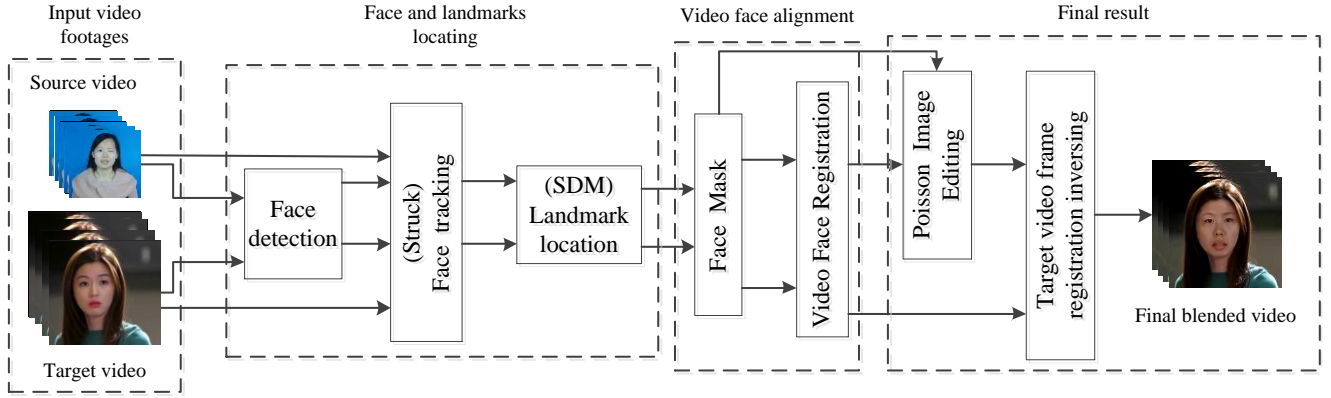 Input video
footages
Source video
Target video
Face and landmarks
locating
Face
detection
(Struck)
Face tracking
(SDM)
Landmark
location
Video face alignment
Face Mask
Video Face Registration
Final result
Poisson Image
Editing
Target video frame
registration inversing
Final blended video